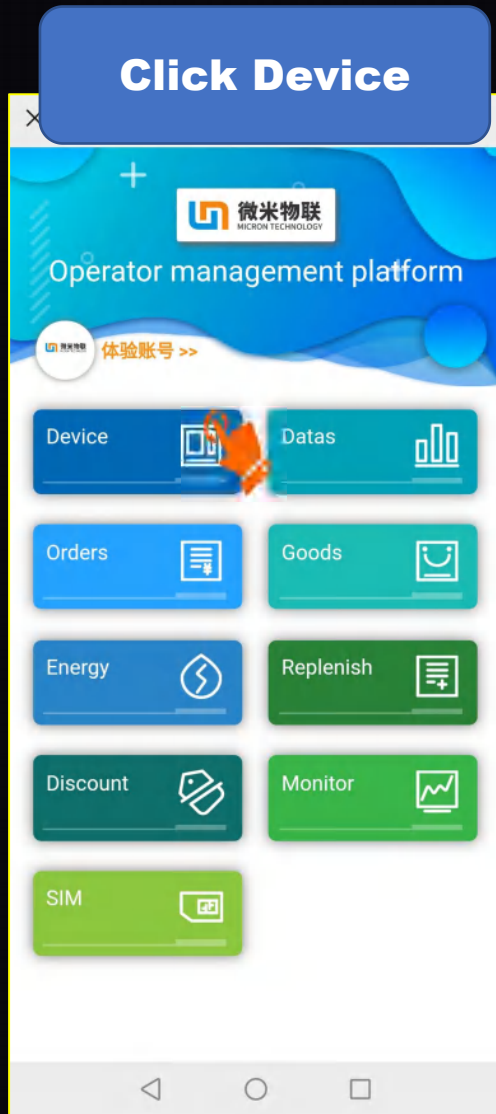 Click Device
微米物联
MICRON TECHNOLOGY
Operator management platform
体验账号 >>
Device
Datas
Orders
Goods
Energy
Replenish
Discount
Monitor
SIM